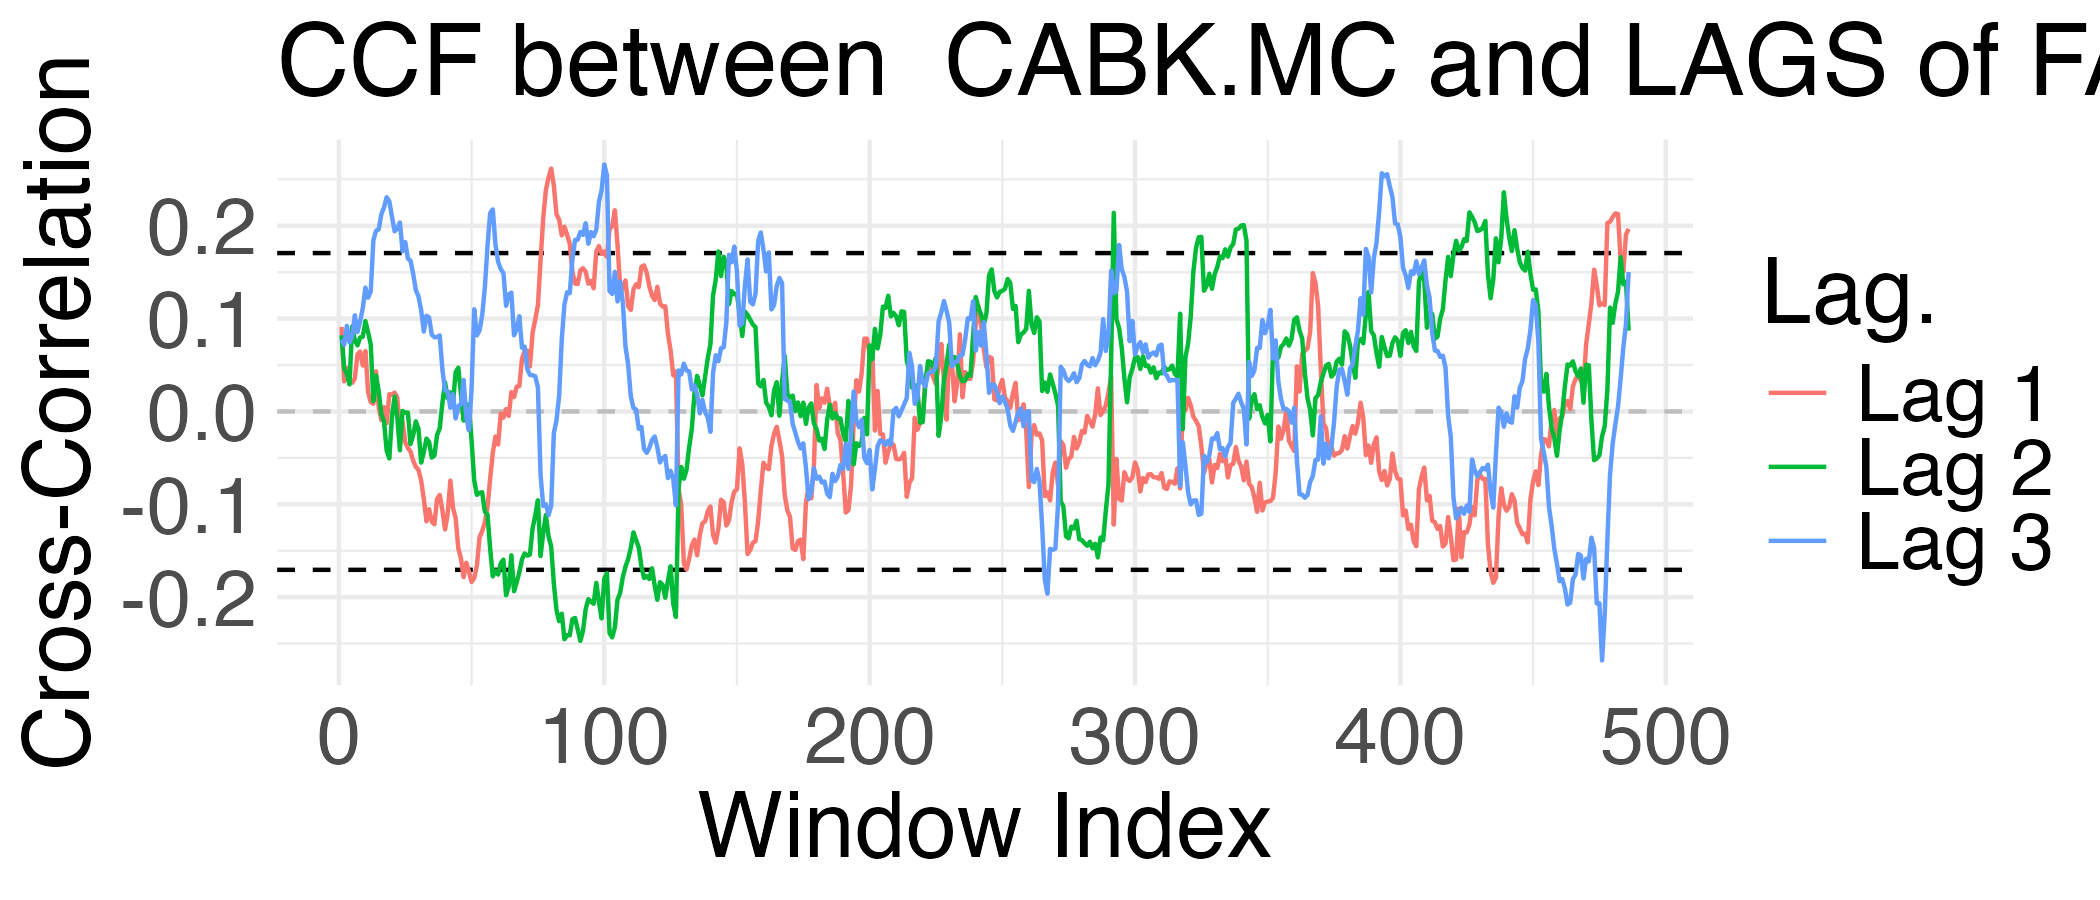 CCF between  CABK.MC and LAGS of FA
Cross-Correlation
0.2
0.1
0.0
-0.1
-0.2
0 100 200 300 400 500
Window Index
Lag.
Lag 1
Lag 2
Lag 3